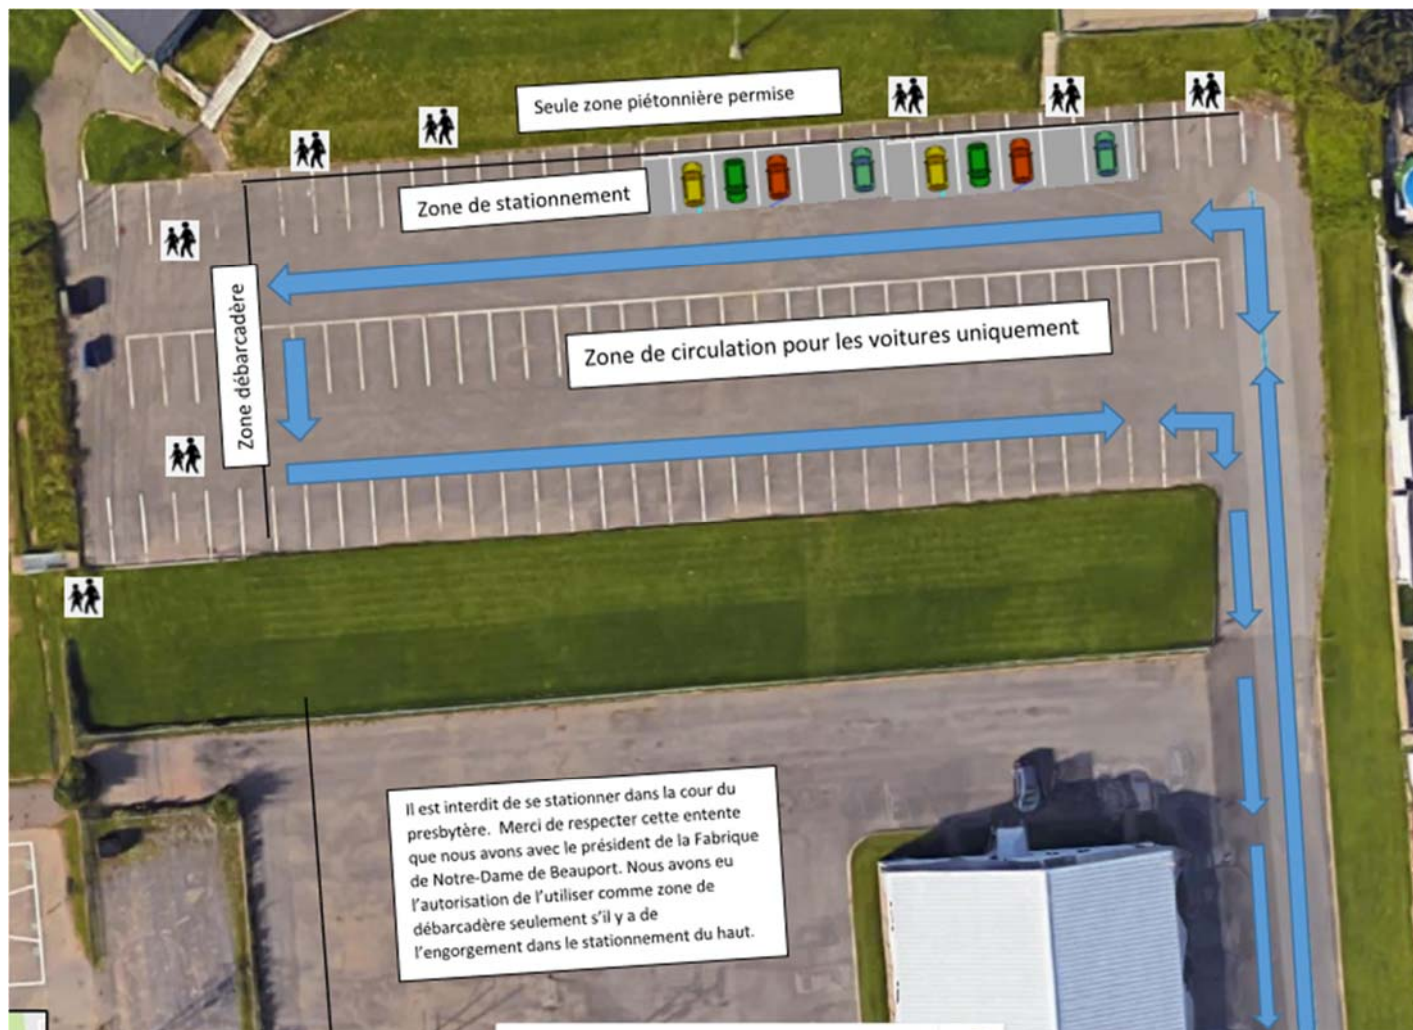 Seule zone piétonnière permise
Zone de stationnement
Zone débarcadère
Zone de circulation pour les voitures uniquement
Il est interdit de se stationner dans la cour du
presbytère. Merci de respecter cette entente
que nous avons avec le président de la Fabrique
de Notre-Dame de Beauport. Nous avons eu
l'autorisation de l'utiliser comme zone de
débarcadère seulement s'il y a de
l'engorgement dans le stationnement du haut.